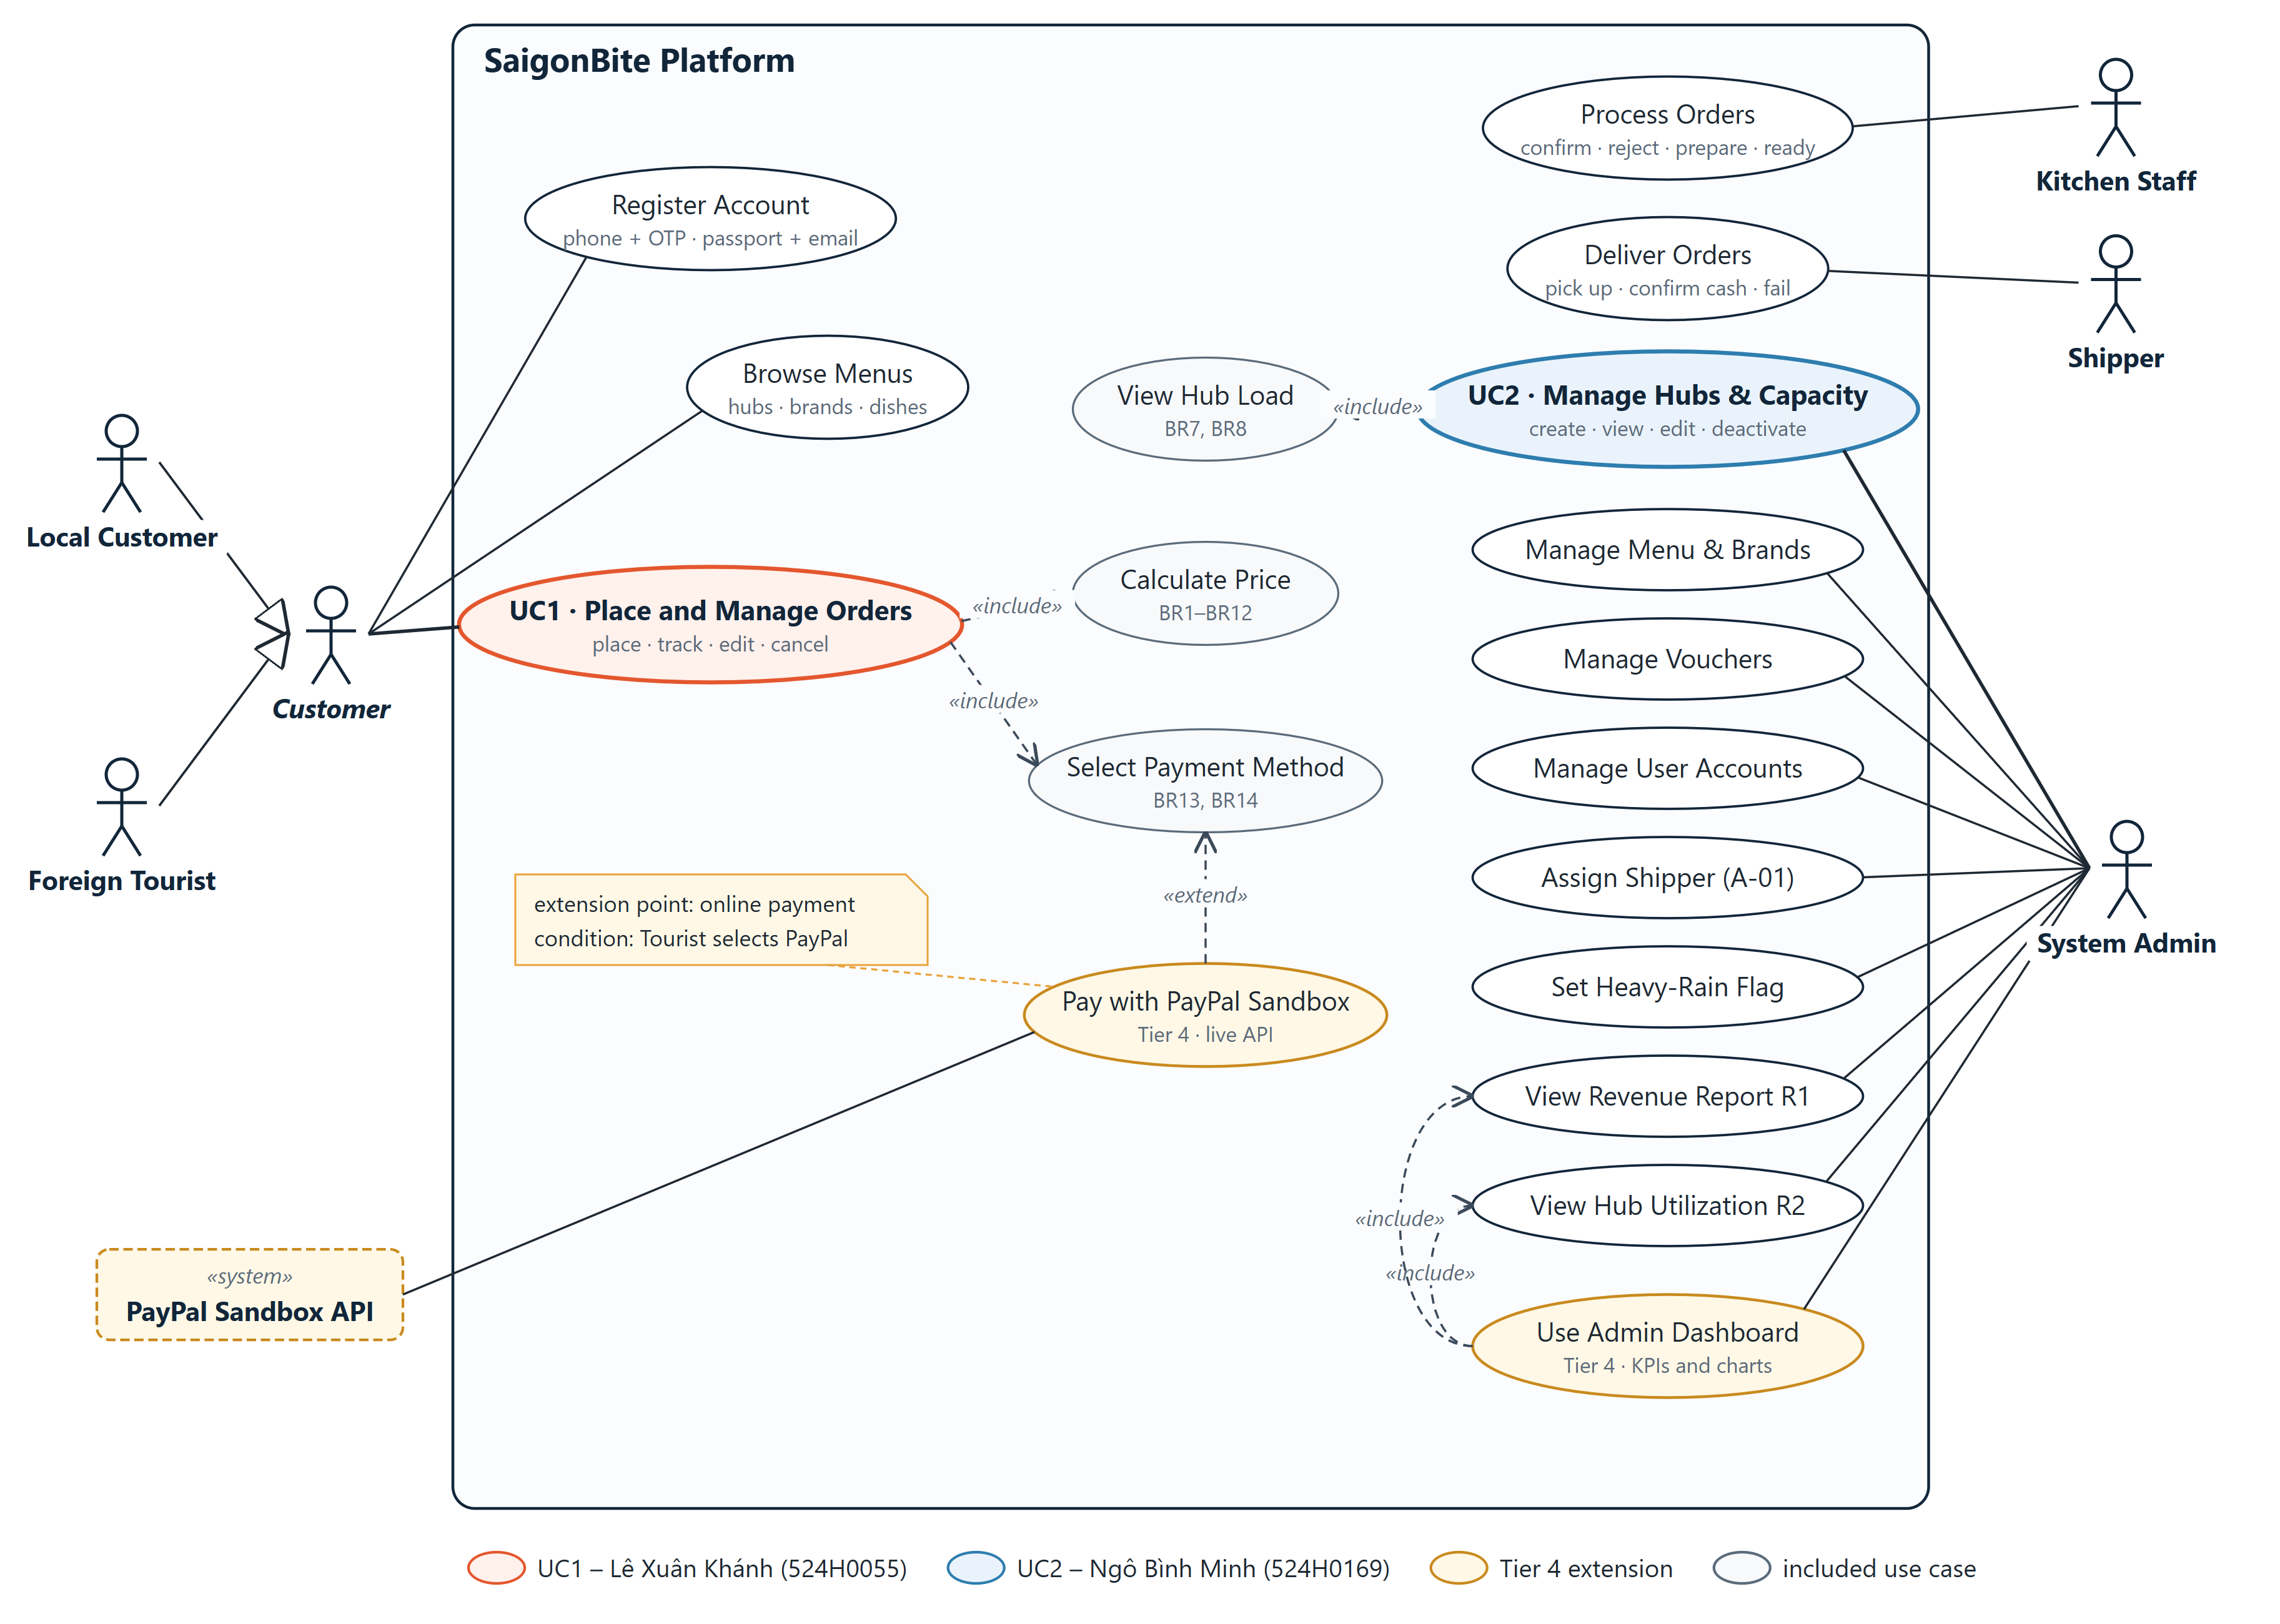 SaigonBite Platform
Process Orders
confirm · reject · prepare · ready
Kitchen Staff
Register Account
phone + OTP · passport + email
Deliver Orders
pick up · confirm cash · fail
Shipper
Browse Menus
hubs · brands · dishes
View Hub Load
BR7, BR8
«include»
UC2 · Manage Hubs & Capacity
create · view · edit · deactivate
Local Customer
Manage Menu & Brands
UC1 · Place and Manage Orders
place · track · edit · cancel
«include»
Calculate Price
BR1–BR12
Manage Vouchers
Customer
«include»
Select Payment Method
BR13, BR14
Manage User Accounts
Foreign Tourist
extension point: online payment
condition: Tourist selects PayPal
«extend»
Assign Shipper (A-01)
System Admin
Pay with PayPal Sandbox
Tier 4 · live API
Set Heavy-Rain Flag
View Revenue Report R1
View Hub Utilization R2
«include»
«include»
«system»
PayPal Sandbox API
Use Admin Dashboard
Tier 4 · KPIs and charts
UC1 – Lê Xuân Khánh (524H0055)
UC2 – Ngô Bình Minh (524H0169)
Tier 4 extension
included use case